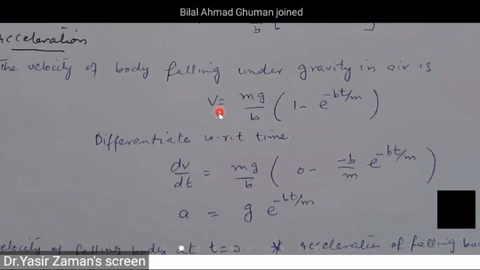 Bilal Ahmad Ghuman joined
Acceleration
The velocity of body falling under gravity in air is
V = mg/b ( 1 - e^-bt/m )
Differentiate w.r.t time.
dv/dt = mg/b ( 0 - -b/m e^-bt/m )
a = g e^-bt/m
elocity of falling body at t=0 * Acceleration of falling bo
Dr.Yasir Zaman's screen